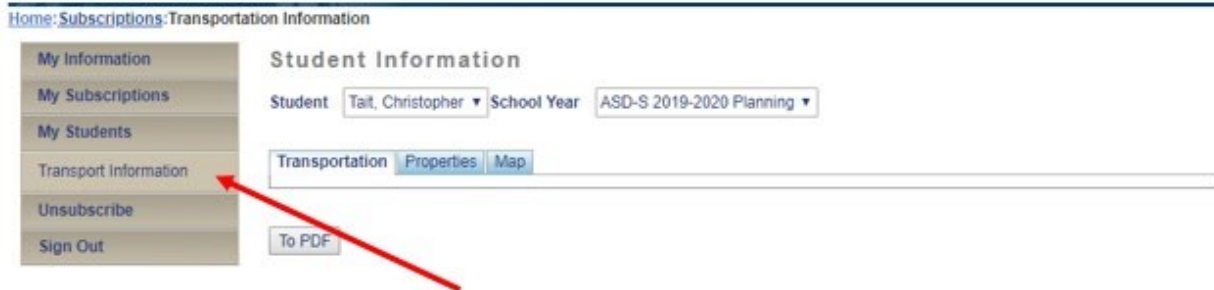 Home:Subscriptions:Transportation Information
My Information
My Subscriptions
My Students
Transport Information
Unsubscribe
Sign Out
Student Information
Student Tait, Christopher School Year ASD-S 2019-2020 Planning
Transportation Properties Map
To PDF